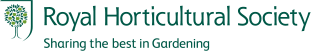 Royal Horticultural Society
Sharing the best in Gardening